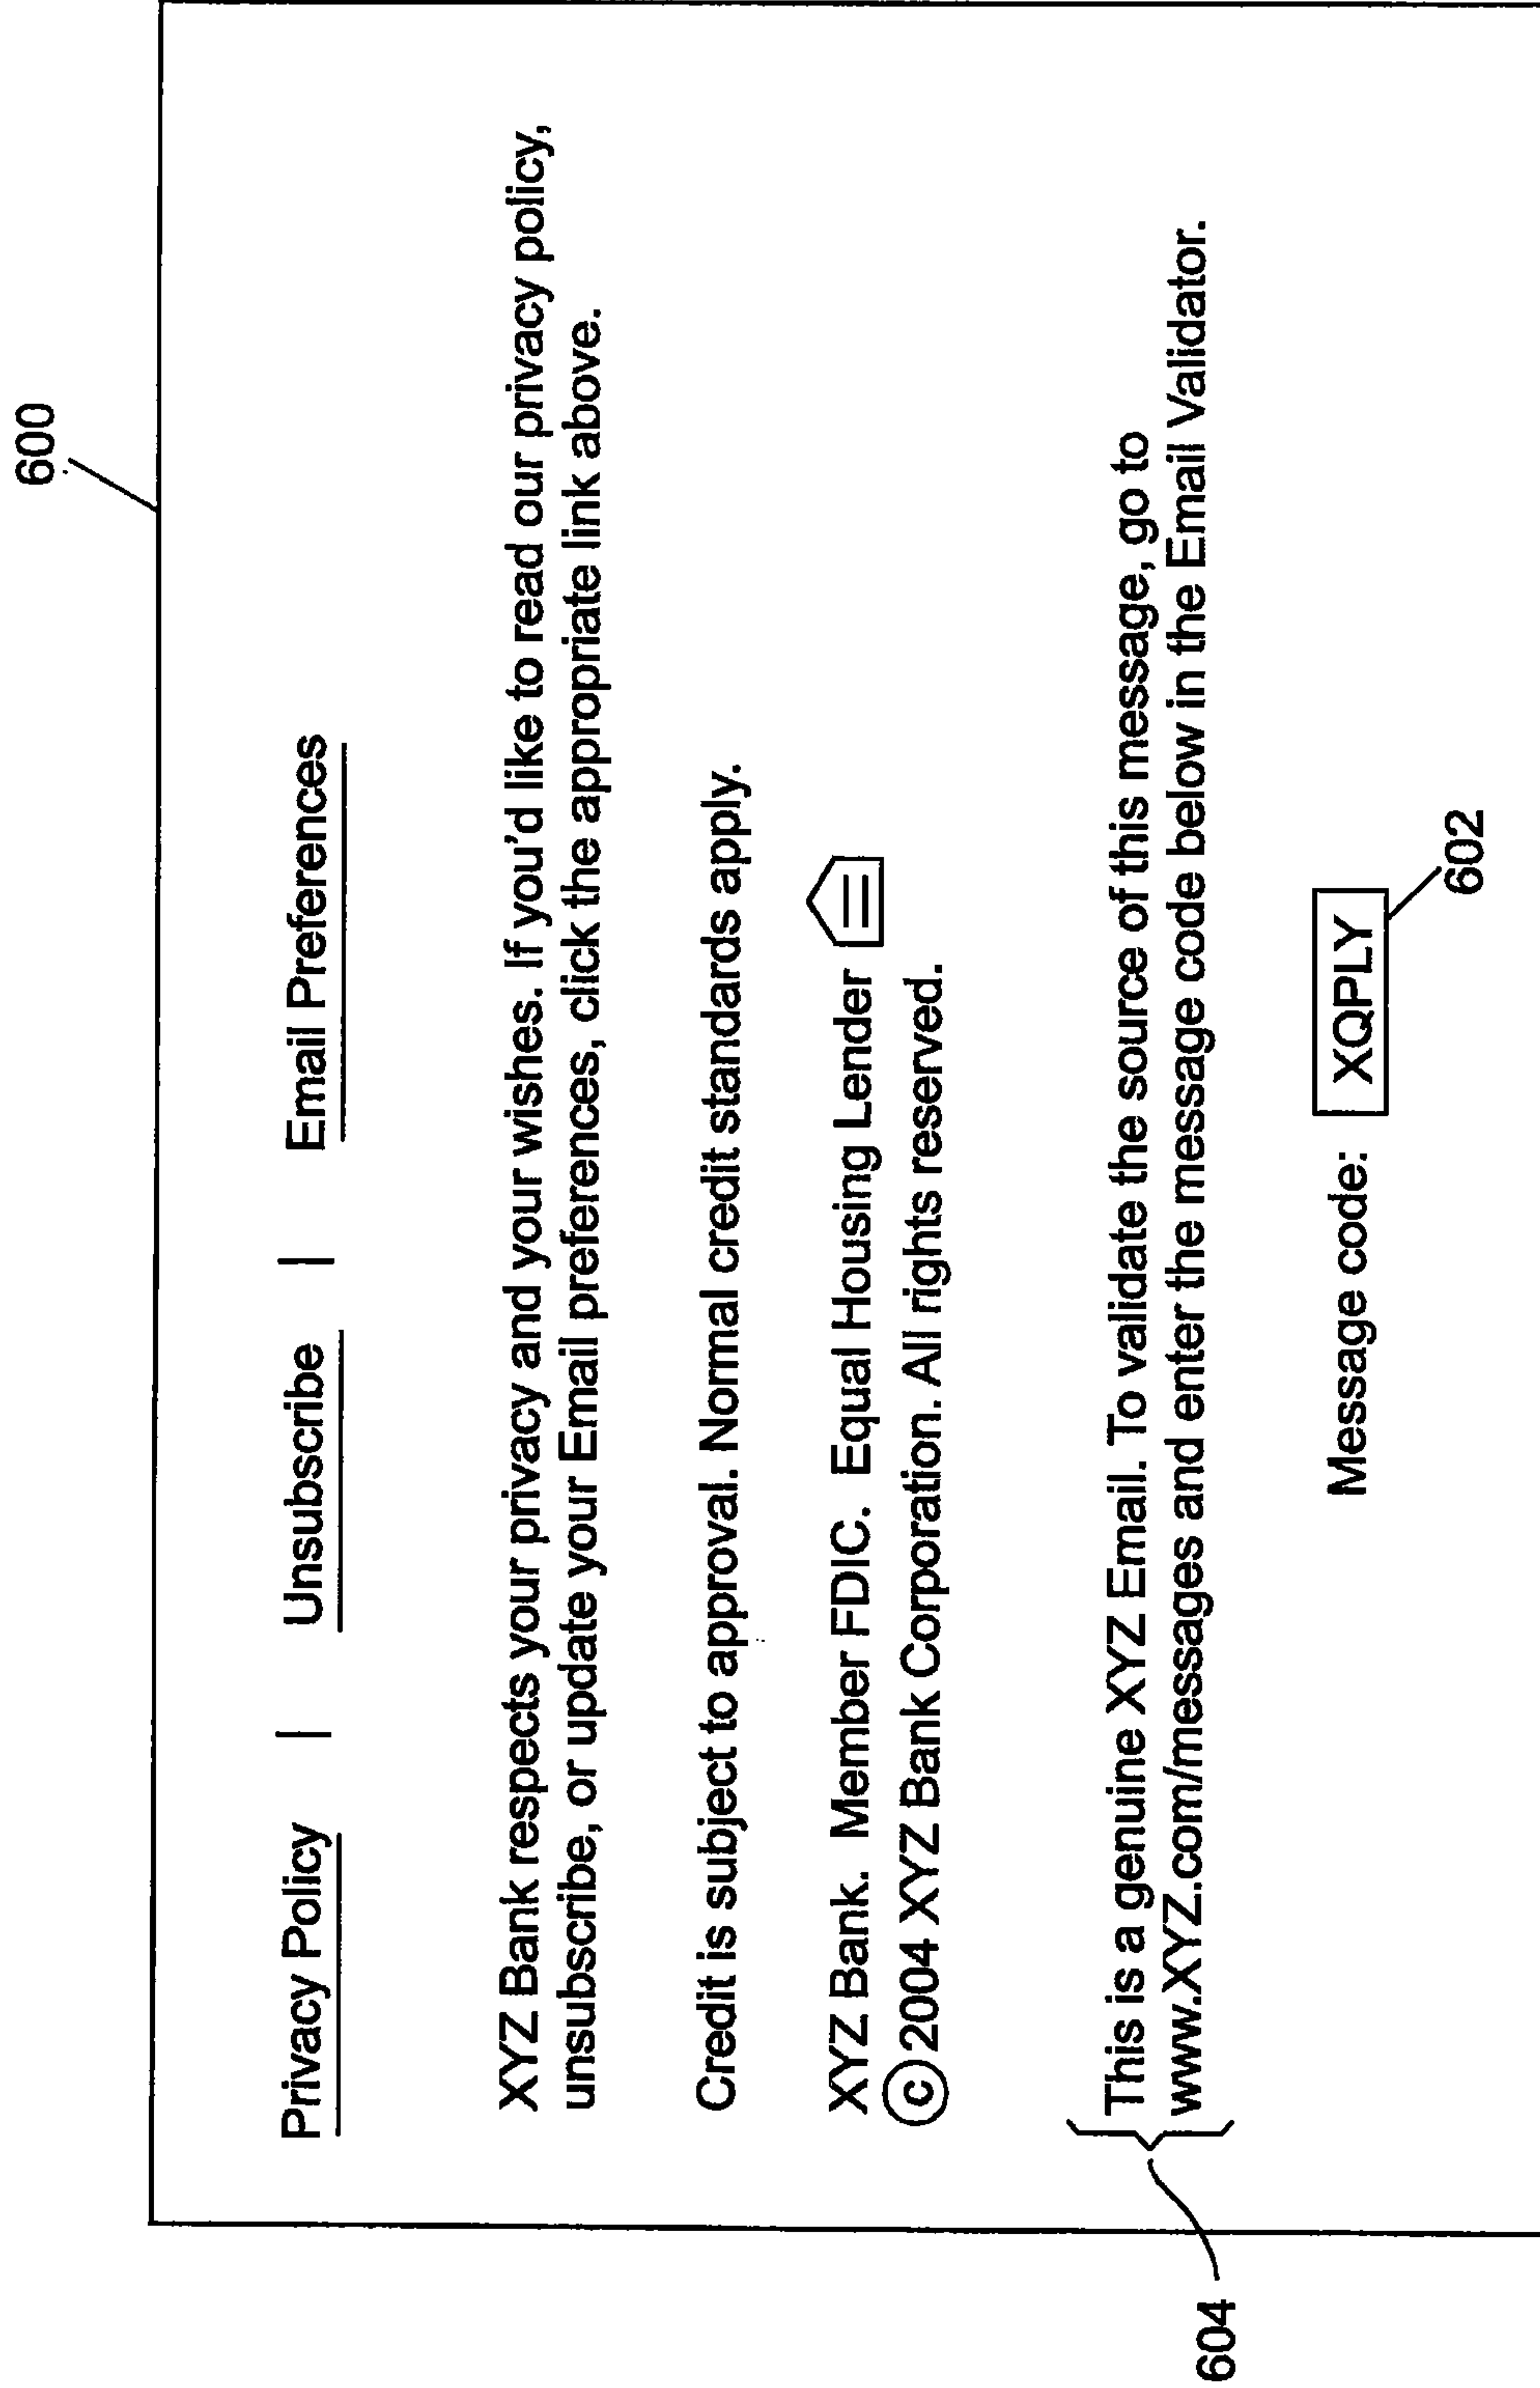 600
Privacy Policy | Unsubscribe | Email Preferences
XYZ Bank respects your privacy and your wishes. If you'd like to read our privacy policy,
unsubscribe, or update your Email preferences, click the appropriate link above.
Credit is subject to approval. Normal credit standards apply.
XYZ Bank. Member FDIC. Equal Housing Lender
© 2004 XYZ Bank Corporation. All rights reserved.
604
This is a genuine XYZ Email. To validate the source of this message, go to
www.XYZ.com/messages and enter the message code below in the Email Validator.
Message code: XQPLY
602